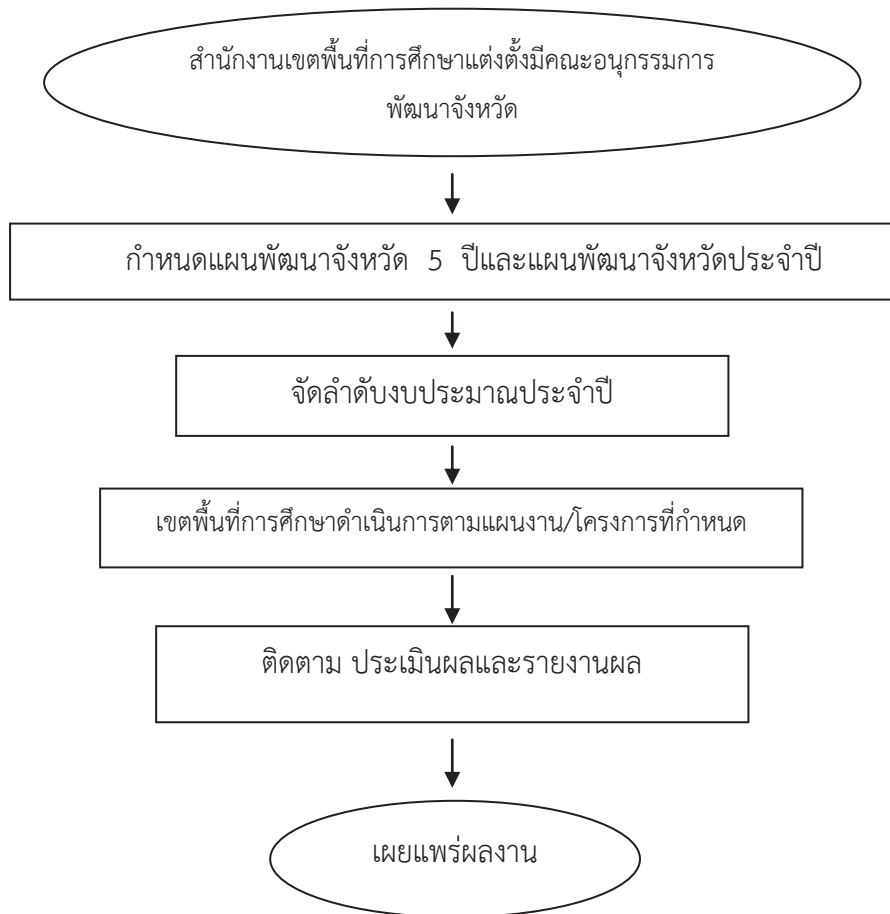 สำนักงานเขตพื้นที่การศึกษาแต่งตั้งมีคณะอนุกรรมการ
พัฒนาจังหวัด
กำหนดแผนพัฒนาจังหวัด 5 ปีและแผนพัฒนาจังหวัดประจำปี
จัดลำดับงบประมาณประจำปี
เขตพื้นที่การศึกษาดำเนินการตามแผนงาน/โครงการที่กำหนด
ติดตาม ประเมินผลและรายงานผล
เผยแพร่ผลงาน